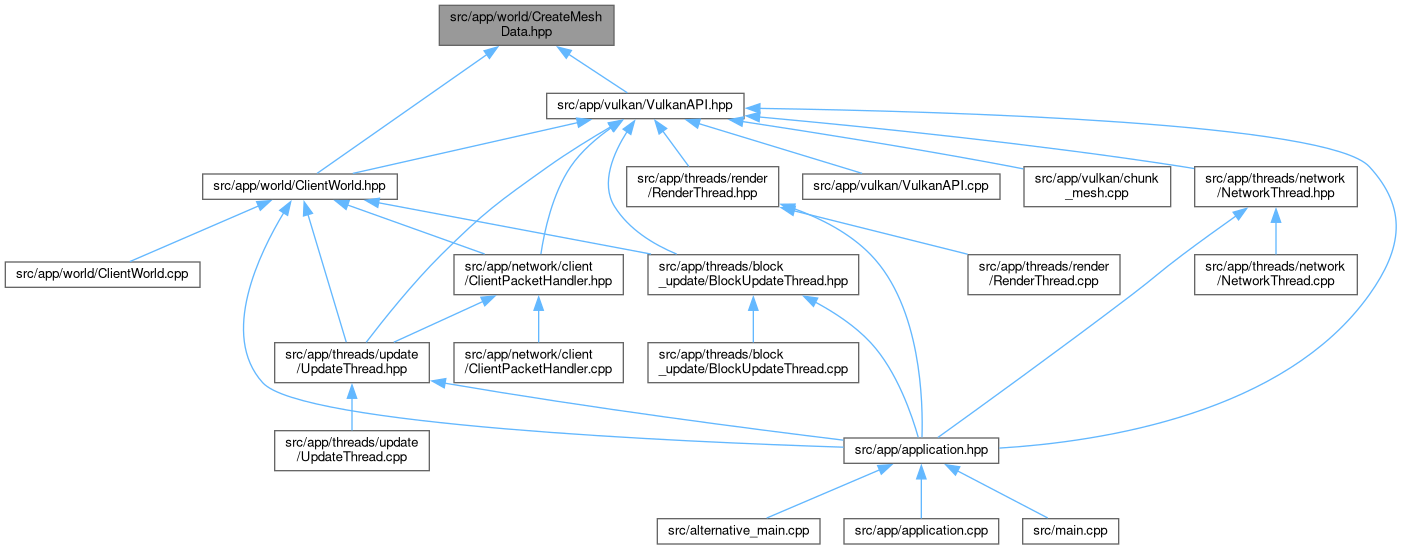 src/app/world/CreateMesh
Data.hpp
src/app/vulkan/VulkanAPI.hpp
src/app/world/ClientWorld.hpp
src/app/threads/render
/RenderThread.hpp
src/app/vulkan/VulkanAPI.cpp
src/app/vulkan/chunk
_mesh.cpp
src/app/threads/network
/NetworkThread.hpp
src/app/world/ClientWorld.cpp
src/app/network/client
/ClientPacketHandler.hpp
src/app/threads/block
_update/BlockUpdateThread.hpp
src/app/threads/render
/RenderThread.cpp
src/app/threads/network
/NetworkThread.cpp
src/app/threads/update
/UpdateThread.hpp
src/app/network/client
/ClientPacketHandler.cpp
src/app/threads/block
_update/BlockUpdateThread.cpp
src/app/threads/update
/UpdateThread.cpp
src/app/application.hpp
src/alternative_main.cpp
src/app/application.cpp
src/main.cpp